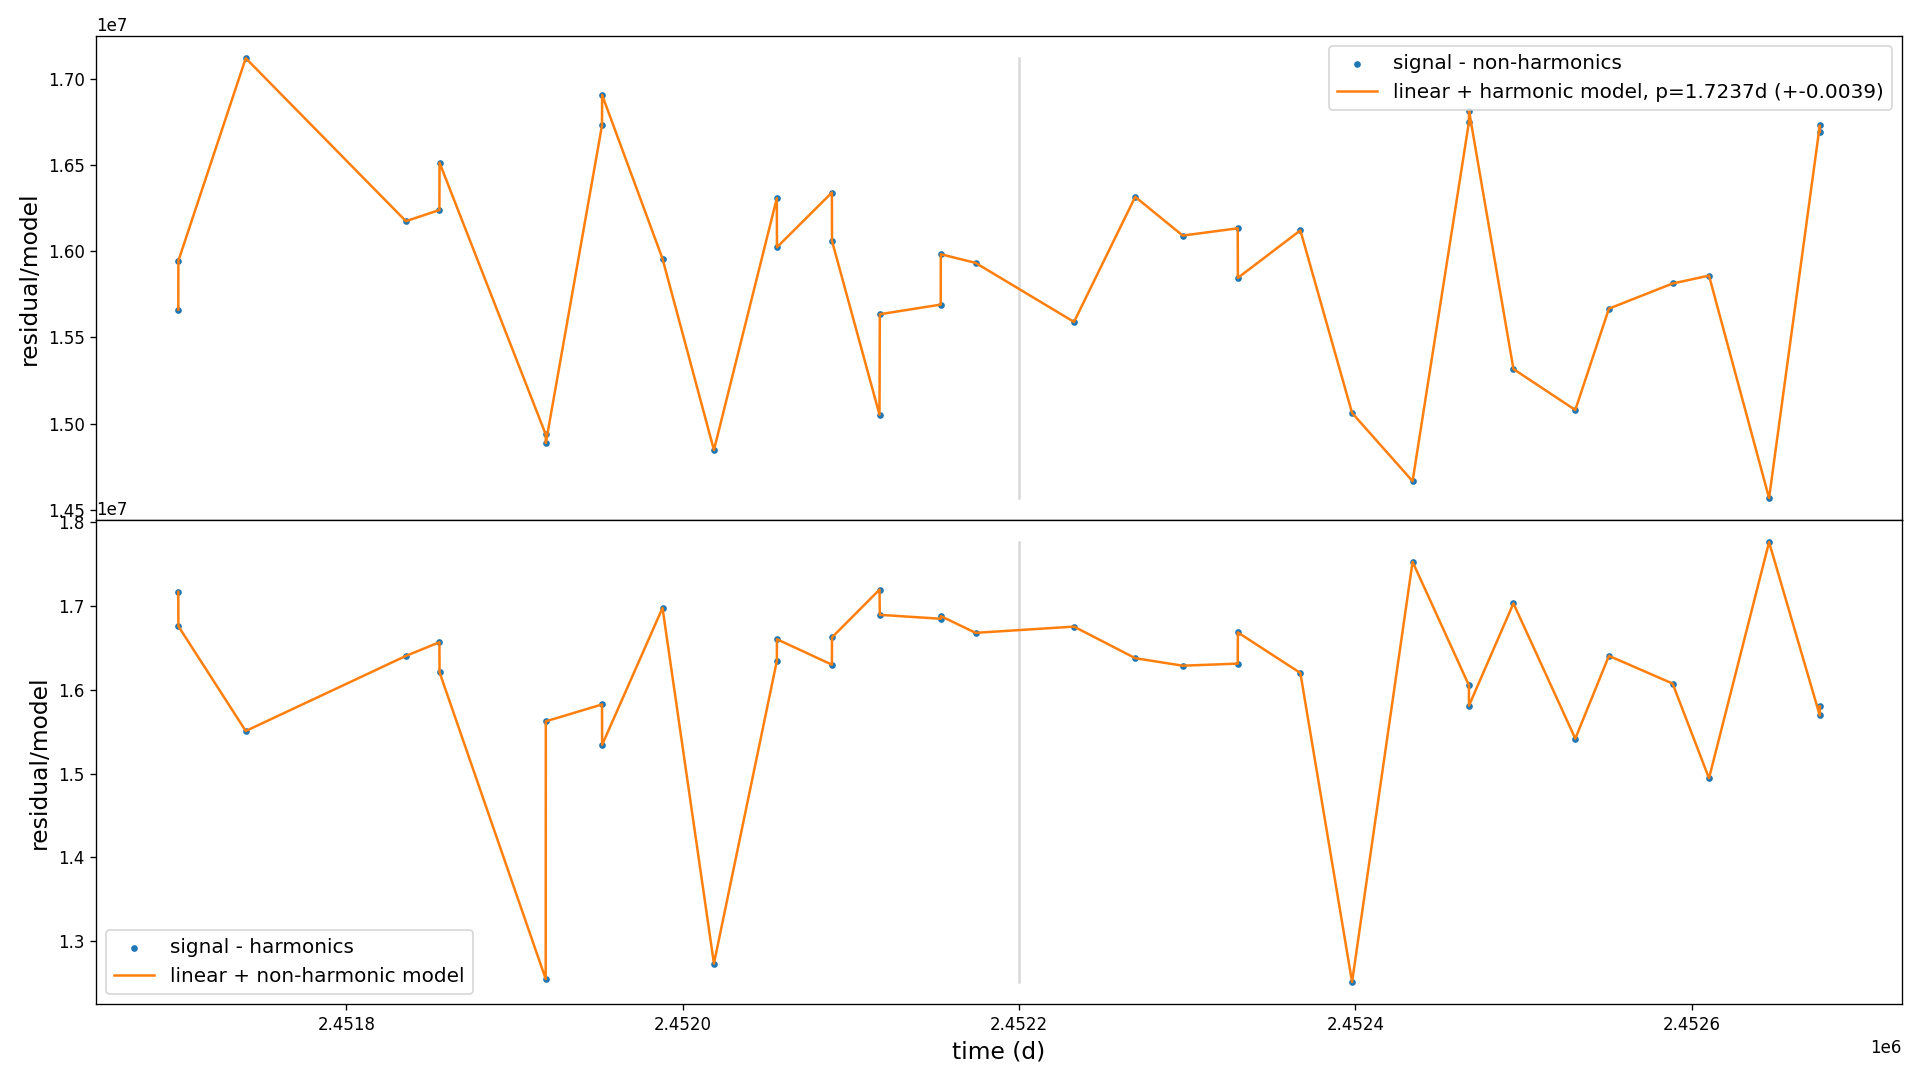 1e7
1.70
1.65
1.60
1.55
1.50
1.45
residual/model
signal - non-harmonics
linear + harmonic model, p=1.7237d (+-0.0039)
1e7
1.8
1.7
1.6
1.5
1.4
1.3
residual/model
signal - harmonics
linear + non-harmonic model
2.4518
2.4520
2.4522
2.4524
2.4526
time (d)
1e6